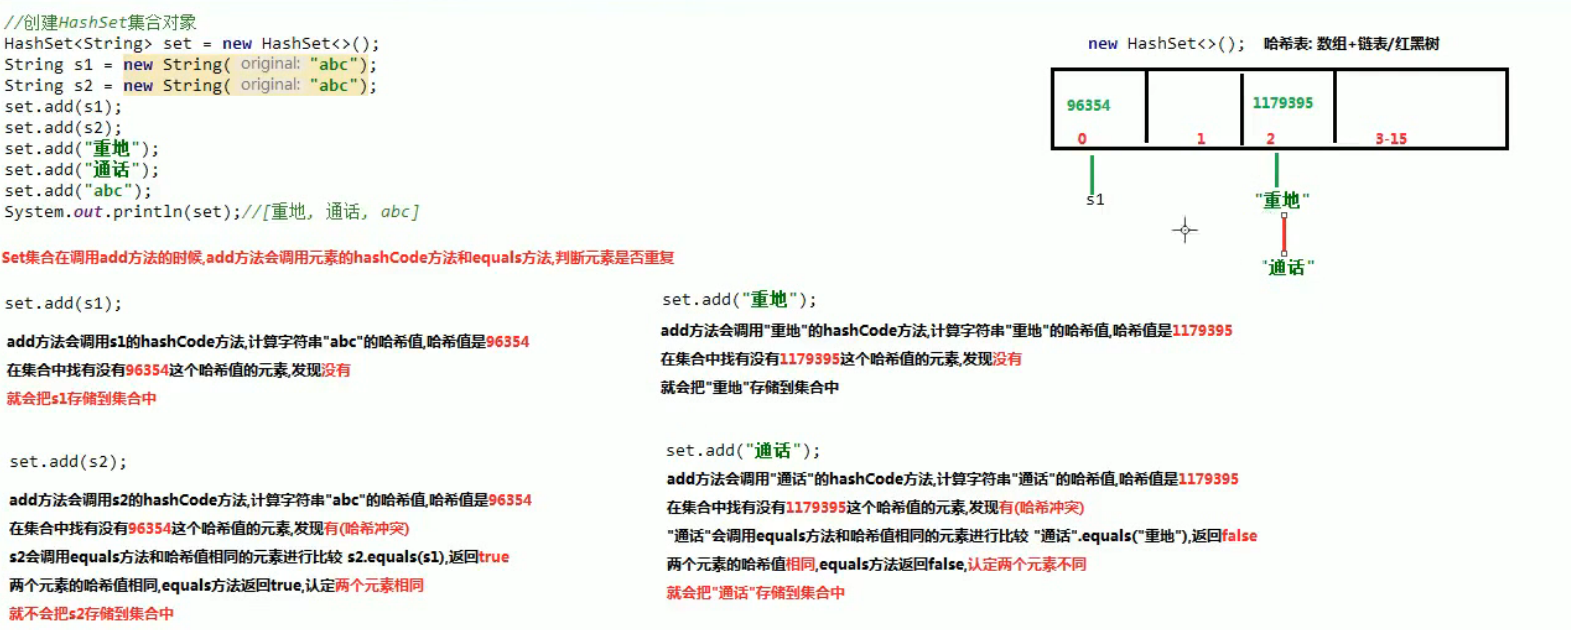 //创建HashSet集合对象
HashSet<String> set = new HashSet<>();
String s1 = new String( original: "abc");
String s2 = new String( original: "abc");
set.add(s1);
set.add(s2);
set.add("重地");
set.add("通话");
set.add("abc");
System.out.println(set);//[重地, 通话, abc]
new HashSet<>(); 哈希表: 数组+链表/红黑树
96354 1179395
0 1 2 3-15
s1
"重地"
"通话"
Set集合在调用add方法的时候,add方法会调用元素的hashCode方法和equals方法,判断元素是否重复
set.add(s1);
add方法会调用s1的hashCode方法,计算字符串"abc"的哈希值,哈希值是96354
在集合中找有没有96354这个哈希值的元素,发现没有
就会把s1存储到集合中
set.add(s2);
add方法会调用s2的hashCode方法,计算字符串"abc"的哈希值,哈希值是96354
在集合中找有没有96354这个哈希值的元素,发现有(哈希冲突)
s2会调用equals方法和哈希值相同的元素进行比较 s2.equals(s1),返回true
两个元素的哈希值相同,equals方法返回true,认定两个元素相同
就不会把s2存储到集合中
set.add("重地");
add方法会调用"重地"的hashCode方法,计算字符串"重地"的哈希值,哈希值是1179395
在集合中找有没有1179395这个哈希值的元素,发现没有
就会把"重地"存储到集合中
set.add("通话");
add方法会调用"通话"的hashCode方法,计算字符串"通话"的哈希值,哈希值是1179395
在集合中找有没有1179395这个哈希值的元素,发现有(哈希冲突)
"通话"会调用equals方法和哈希值相同的元素进行比较 "通话".equals("重地"),返回false
两个元素的哈希值相同,equals方法返回false,认定两个元素不同
就会把"通话"存储到集合中